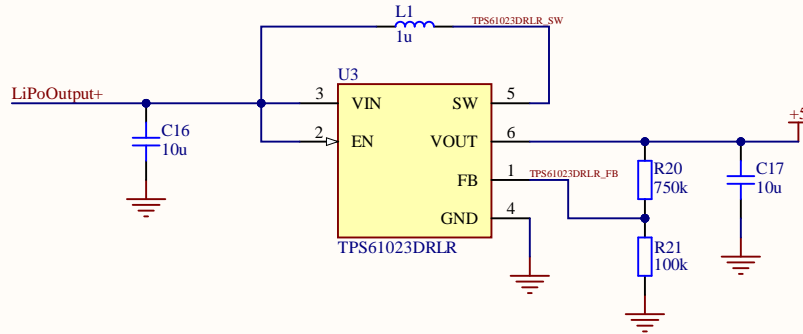 L1
TPS61023DRLR_SW
1u
U3
LiPoOutput+
3
VIN
SW
5
+5
C16
10u
2
EN
VOUT
6
FB
1
TPS61023DRLR_FB
R20
750k
C17
10u
GND
4
TPS61023DRLR
R21
100k